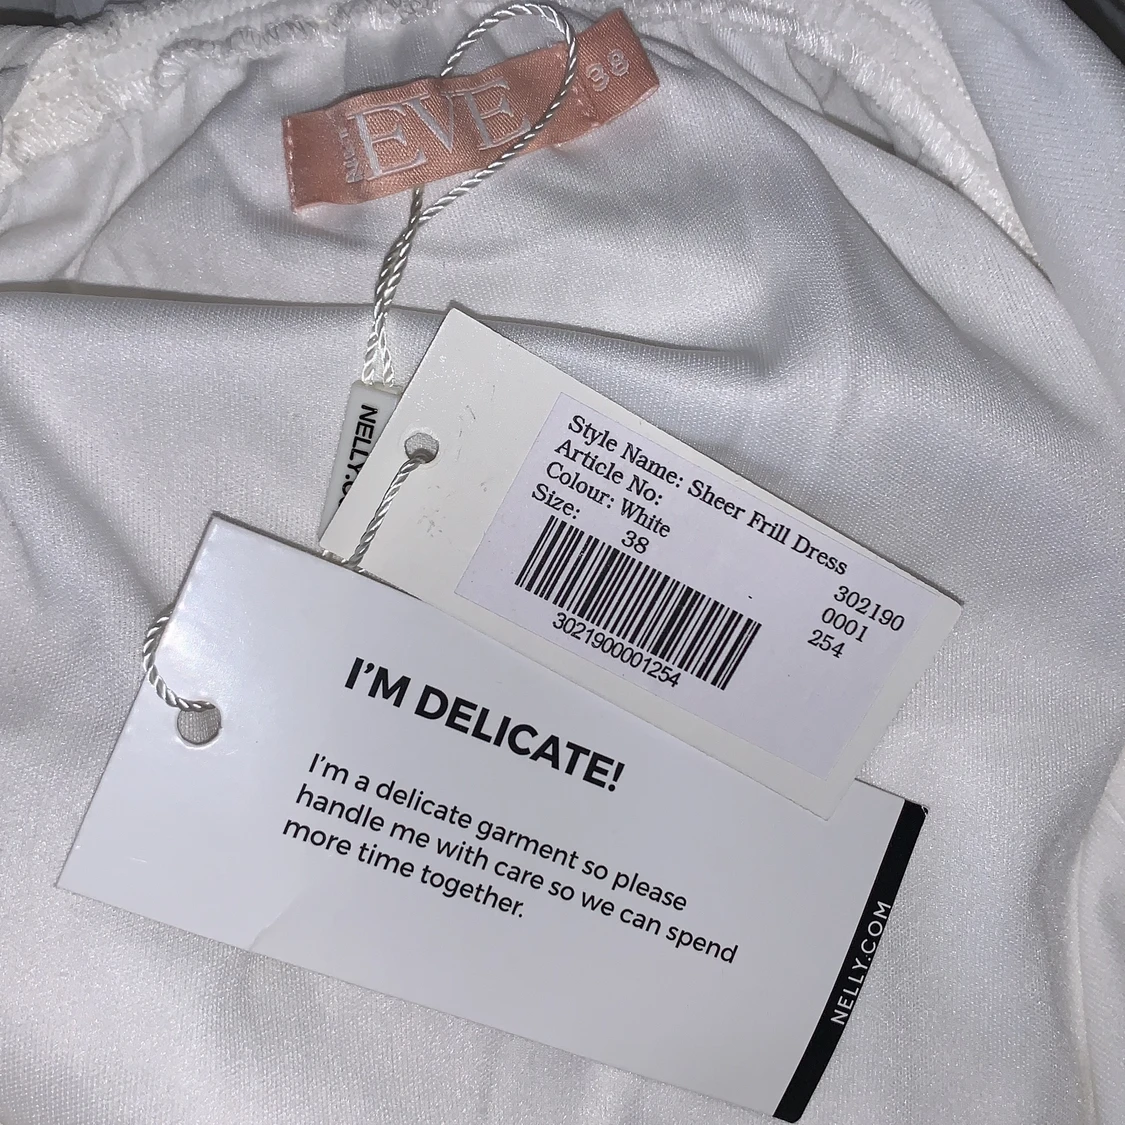 EVE
38
NELLY.
Style Name: Sheer Frill Dress
Article No: 302190
Colour: White 0001
Size: 38 254
3021900001254
I'M DELICATE!
I'm a delicate garment so please
handle me with care so we can spend
more time together.
NELLY.COM